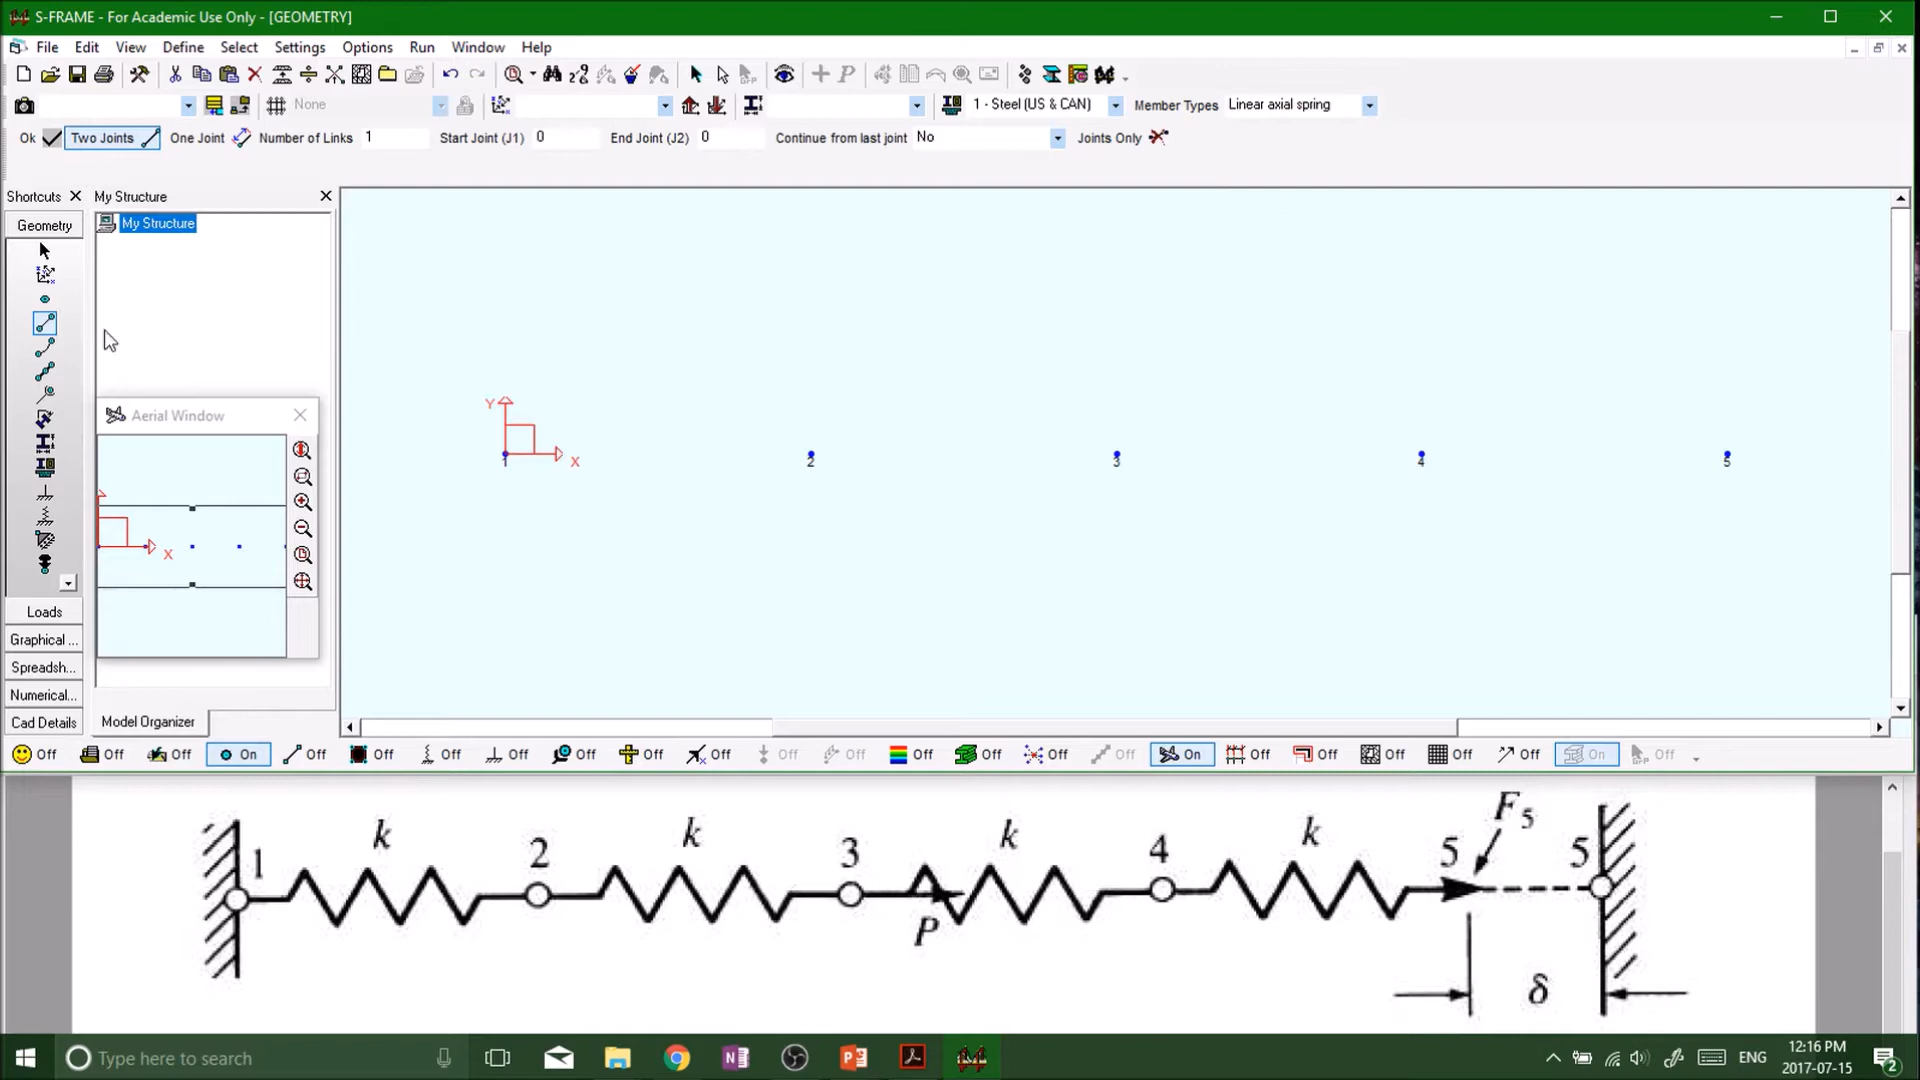 S-FRAME - For Academic Use Only - [GEOMETRY]
File Edit View Define Select Settings Options Run Window Help
None 1 - Steel (US & CAN) Member Types Linear axial spring
Ok Two Joints One Joint Number of Links 1 Start Joint (J1) 0 End Joint (J2) 0 Continue from last joint No Joints Only
Shortcuts My Structure
Geometry My Structure
Y
X
1 2 3 4 5
Aerial Window
X
Loads
Graphical ...
Spreadsh...
Numerical...
Cad Details
Model Organizer
Off Off Off On Off Off Off Off Off Off Off Off Off Off Off Off Off On Off Off Off Off Off On Off
F5
k k k k
1 2 3 4 5 5
P
δ
Type here to search
ENG
12:16 PM
2017-07-15
2